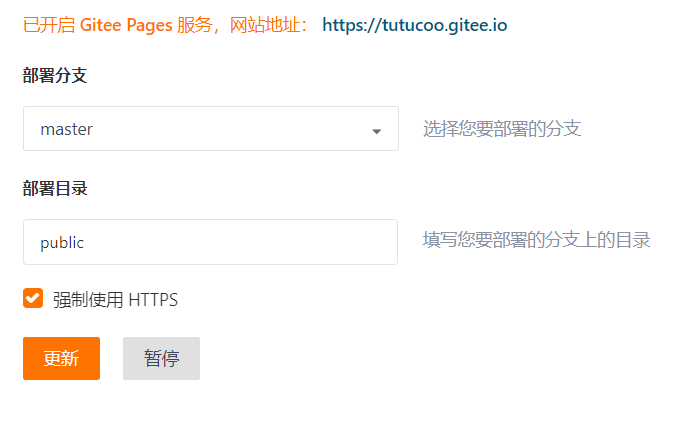 已开启 Gitee Pages 服务，网站地址： https://tutucoo.gitee.io
部署分支
master 选择您要部署的分支
部署目录
public 填写您要部署的分支上的目录
强制使用 HTTPS
更新 暂停